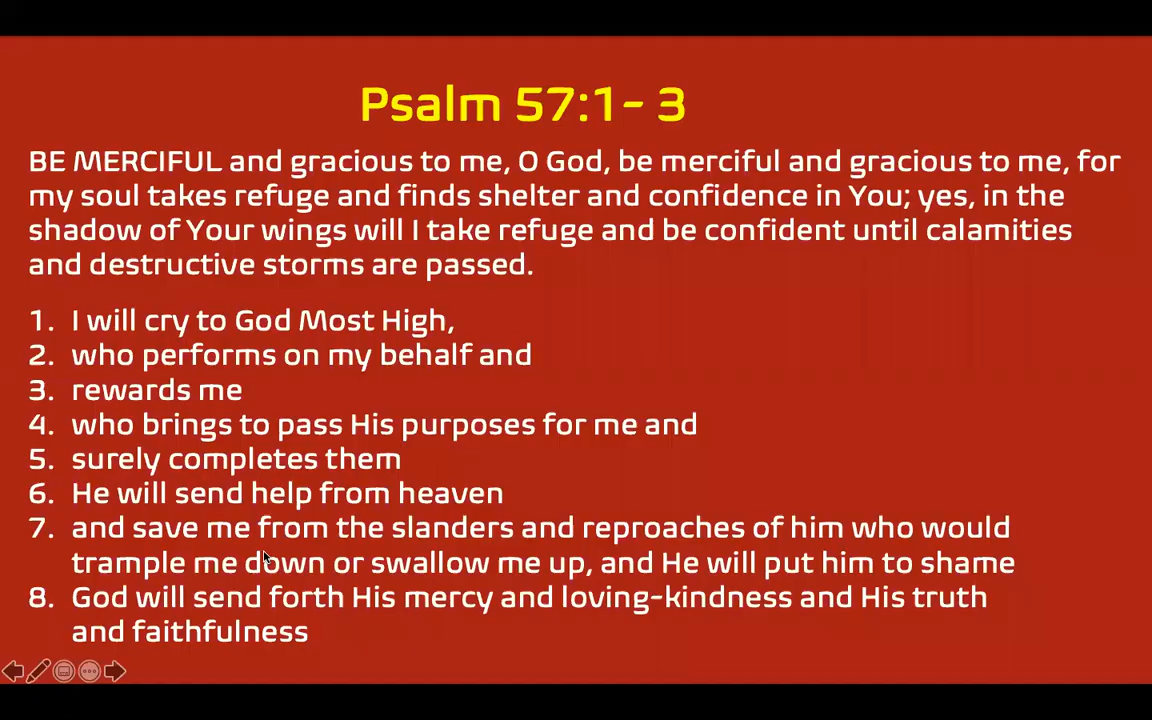 Psalm 57:1- 3
BE MERCIFUL and gracious to me, O God, be merciful and gracious to me, for
my soul takes refuge and finds shelter and confidence in You; yes, in the
shadow of Your wings will I take refuge and be confident until calamities
and destructive storms are passed.
1. I will cry to God Most High,
2. who performs on my behalf and
3. rewards me
4. who brings to pass His purposes for me and
5. surely completes them
6. He will send help from heaven
7. and save me from the slanders and reproaches of him who would
trample me down or swallow me up, and He will put him to shame
8. God will send forth His mercy and loving-kindness and His truth
and faithfulness